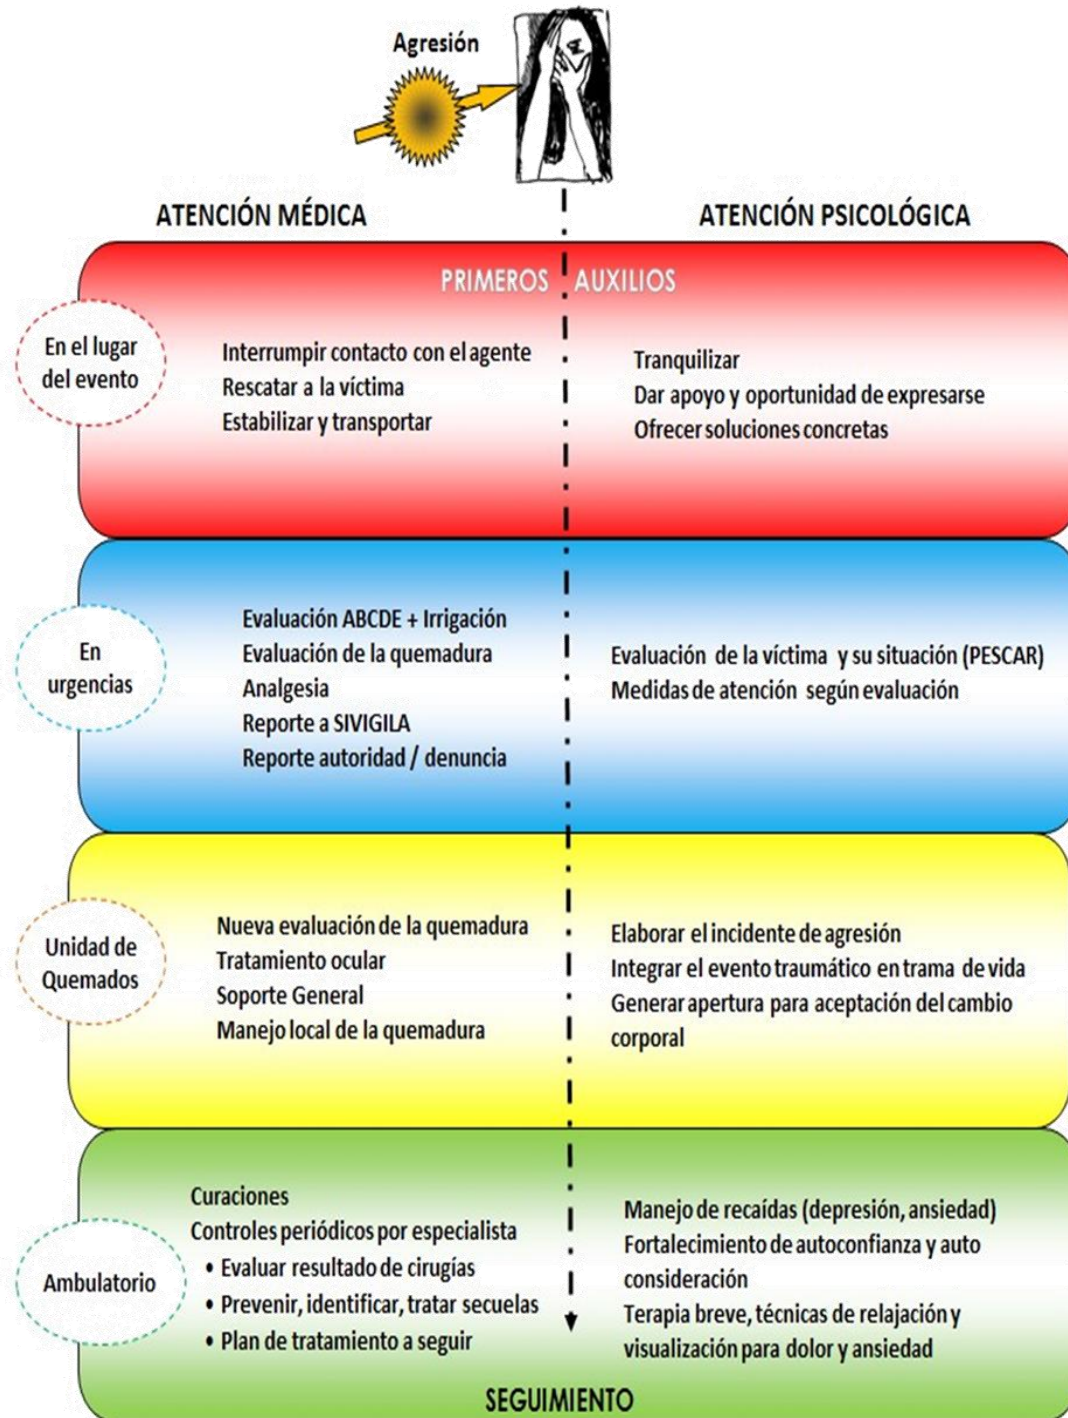 Agresión
ATENCIÓN MÉDICA
ATENCIÓN PSICOLÓGICA
PRIMEROS AUXILIOS
En el lugar
del evento
Interrumpir contacto con el agente
Rescatar a la víctima
Estabilizar y transportar
Tranquilizar
Dar apoyo y oportunidad de expresarse
Ofrecer soluciones concretas
En
urgencias
Evaluación ABCDE + Irrigación
Evaluación de la quemadura
Analgesia
Reporte a SIVIGILA
Reporte autoridad / denuncia
Evaluación de la víctima y su situación (PESCAR)
Medidas de atención según evaluación
Unidad de
Quemados
Nueva evaluación de la quemadura
Tratamiento ocular
Soporte General
Manejo local de la quemadura
Elaborar el incidente de agresión
Integrar el evento traumático en trama de vida
Generar apertura para aceptación del cambio
corporal
Ambulatorio
Curaciones
Controles periódicos por especialista
• Evaluar resultado de cirugías
• Prevenir, identificar, tratar secuelas
• Plan de tratamiento a seguir
Manejo de recaídas (depresión, ansiedad)
Fortalecimiento de autoconfianza y auto
consideración
Terapia breve, técnicas de relajación y
visualización para dolor y ansiedad
SEGUIMIENTO